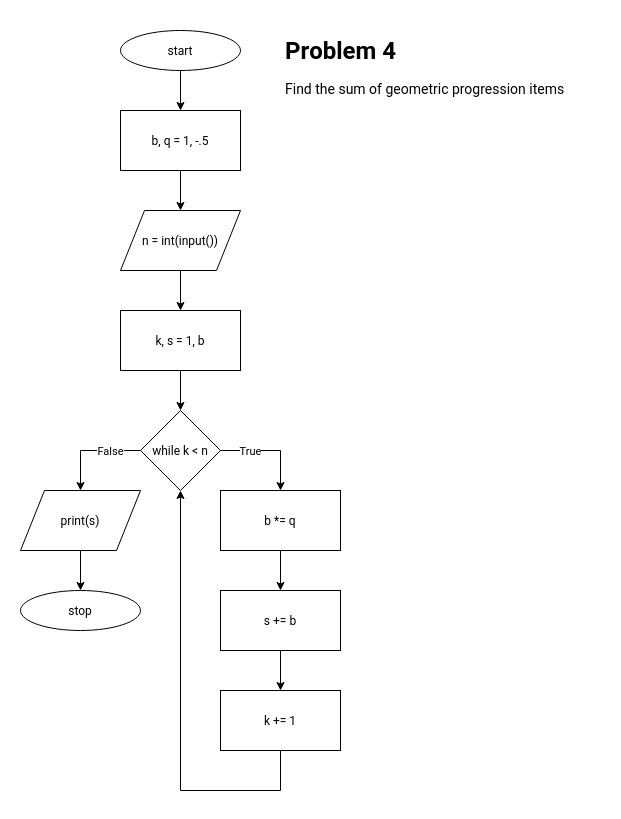 start
Problem 4
Find the sum of geometric progression items
b, q = 1, -.5
n = int(input())
k, s = 1, b
False
while k < n
True
print(s)
b *= q
stop
s += b
k += 1